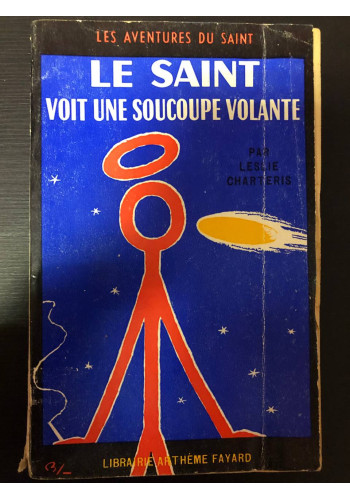 LES AVENTURES DU SAINT
LE SAINT
VOIT UNE SOUCOUPE VOLANTE
PAR
LESLIE
CHARTERIS
LIBRAIRIE ARTHÈME FAYARD